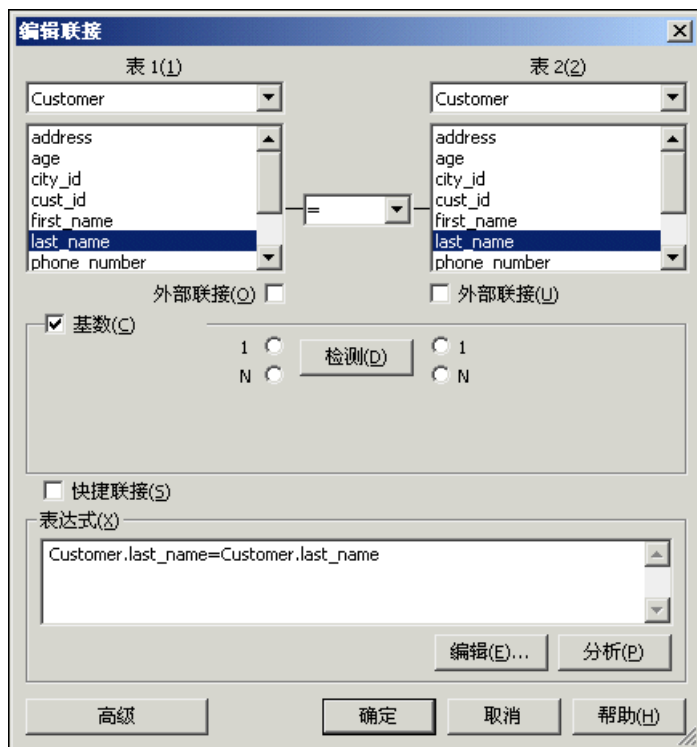 编辑联接
表 1(1)
表 2(2)
Customer
Customer
address
age
city_id
cust_id
first_name
last_name
phone_number
=
address
age
city_id
cust_id
first_name
last_name
phone_number
外部联接(O)
外部联接(U)
基数(C)
1
检测(D)
1
N
N
快捷联接(S)
表达式(X)
Customer.last_name=Customer.last_name
编辑(E)...
分析(P)
高级
确定
取消
帮助(H)